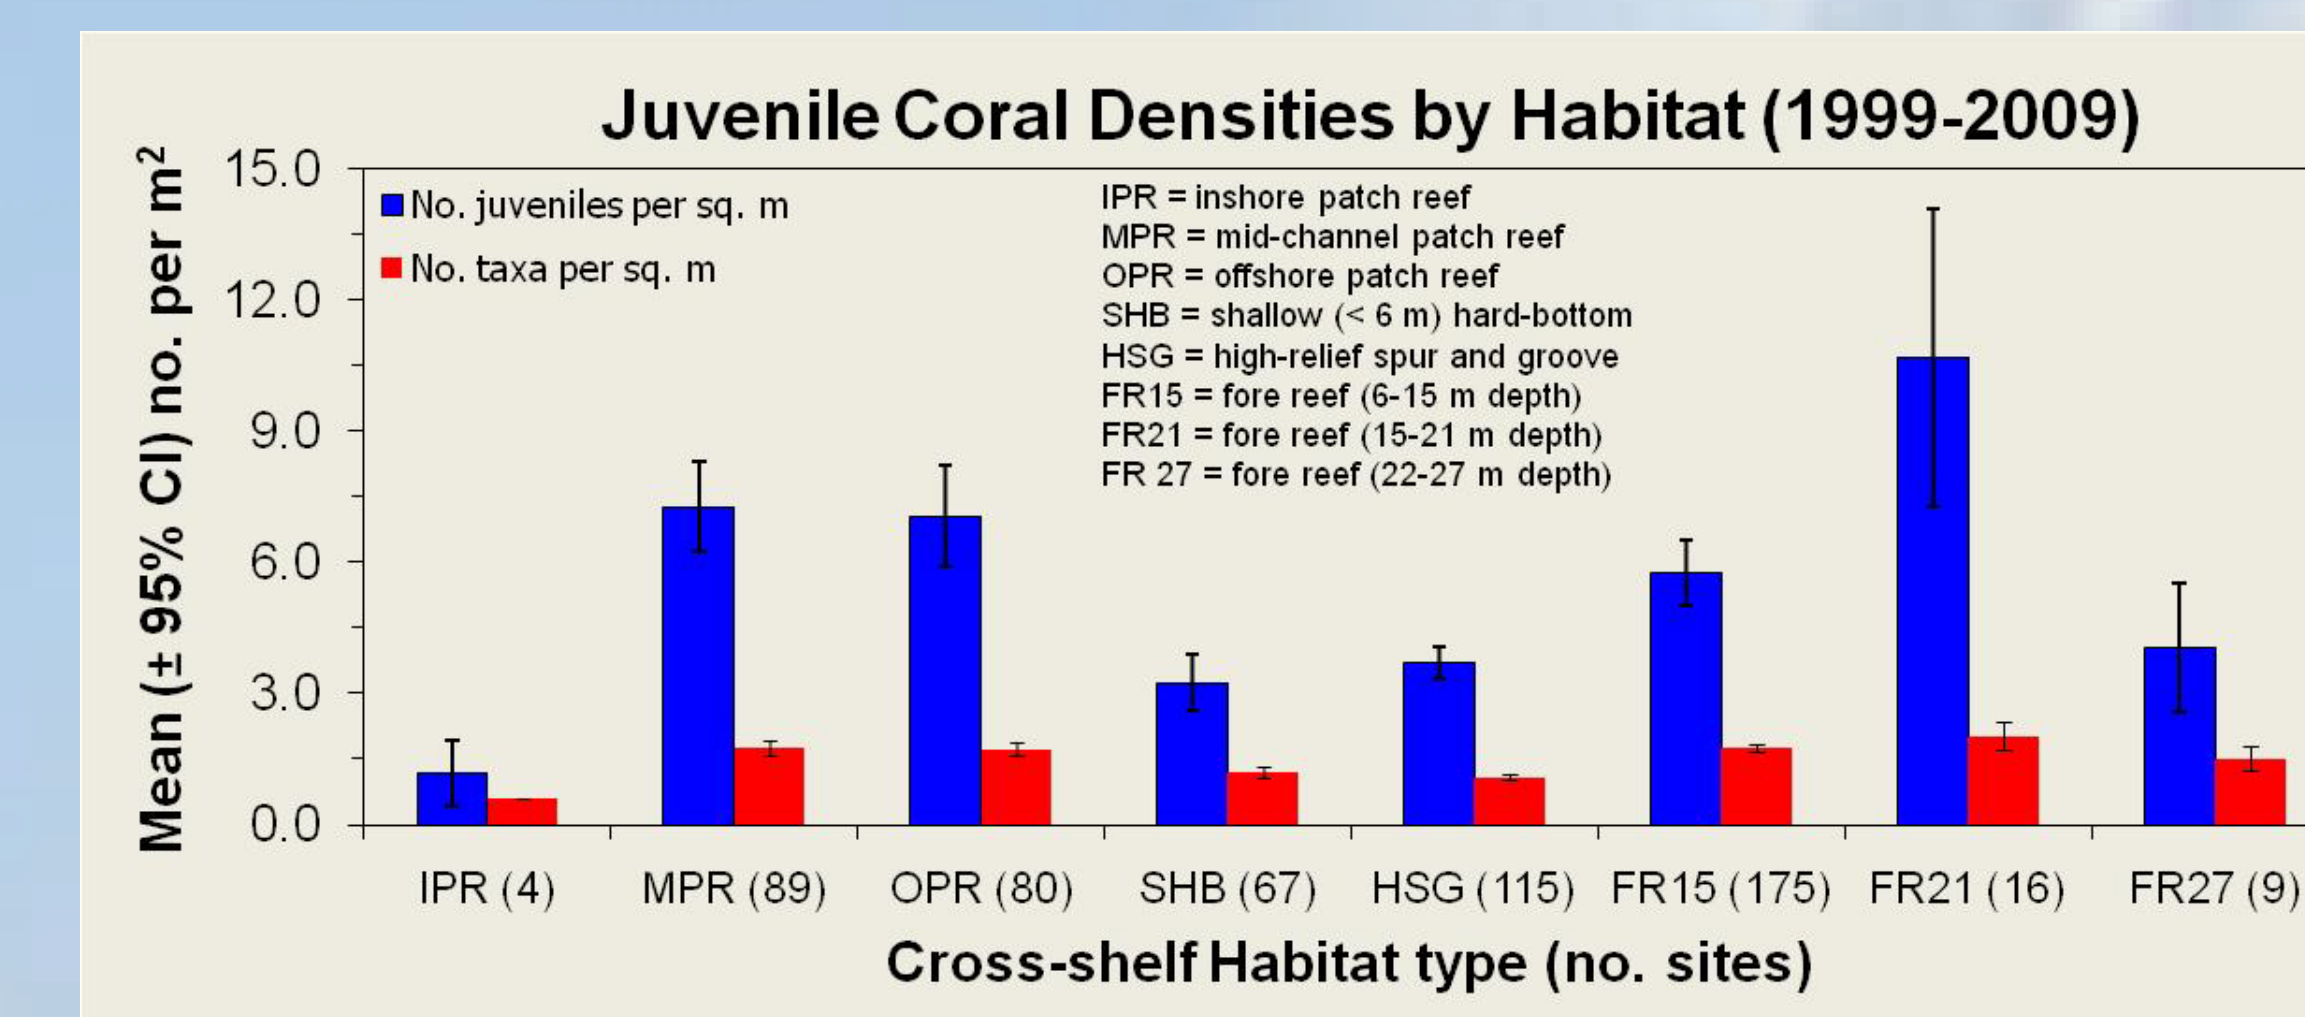 Juvenile Coral Densities by Habitat (1999-2009)
Mean (± 95% CI) no. per m²
15.0
12.0
9.0
6.0
3.0
0.0
No. juveniles per sq. m
No. taxa per sq. m
IPR = inshore patch reef
MPR = mid-channel patch reef
OPR = offshore patch reef
SHB = shallow (< 6 m) hard-bottom
HSG = high-relief spur and groove
FR15 = fore reef (6-15 m depth)
FR21 = fore reef (15-21 m depth)
FR 27 = fore reef (22-27 m depth)
IPR (4) MPR (89) OPR (80) SHB (67) HSG (115) FR15 (175) FR21 (16) FR27 (9)
Cross-shelf Habitat type (no. sites)